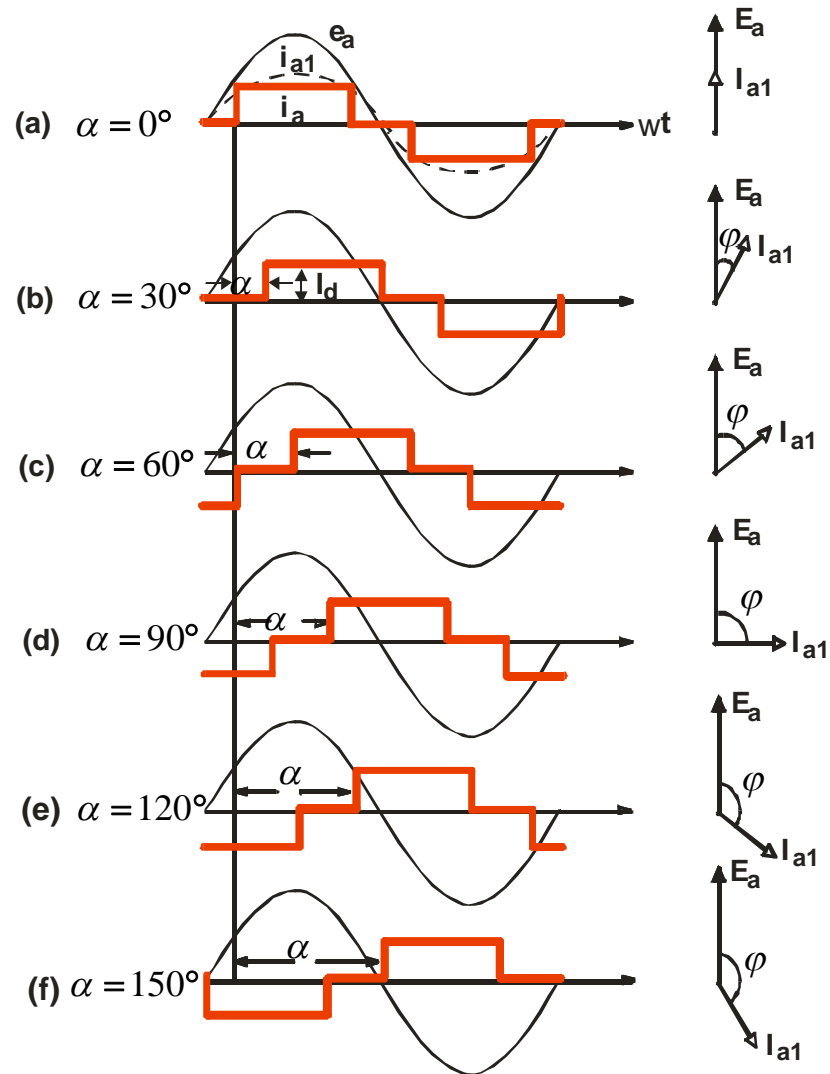 e_a
i_a1
i_a
(a) α = 0°
wt
E_a
I_a1
(b) α = 30°
α
I_d
E_a
φ
I_a1
(c) α = 60°
α
E_a
φ
I_a1
(d) α = 90°
α
E_a
φ
I_a1
(e) α = 120°
α
E_a
φ
I_a1
(f) α = 150°
α
E_a
φ
I_a1